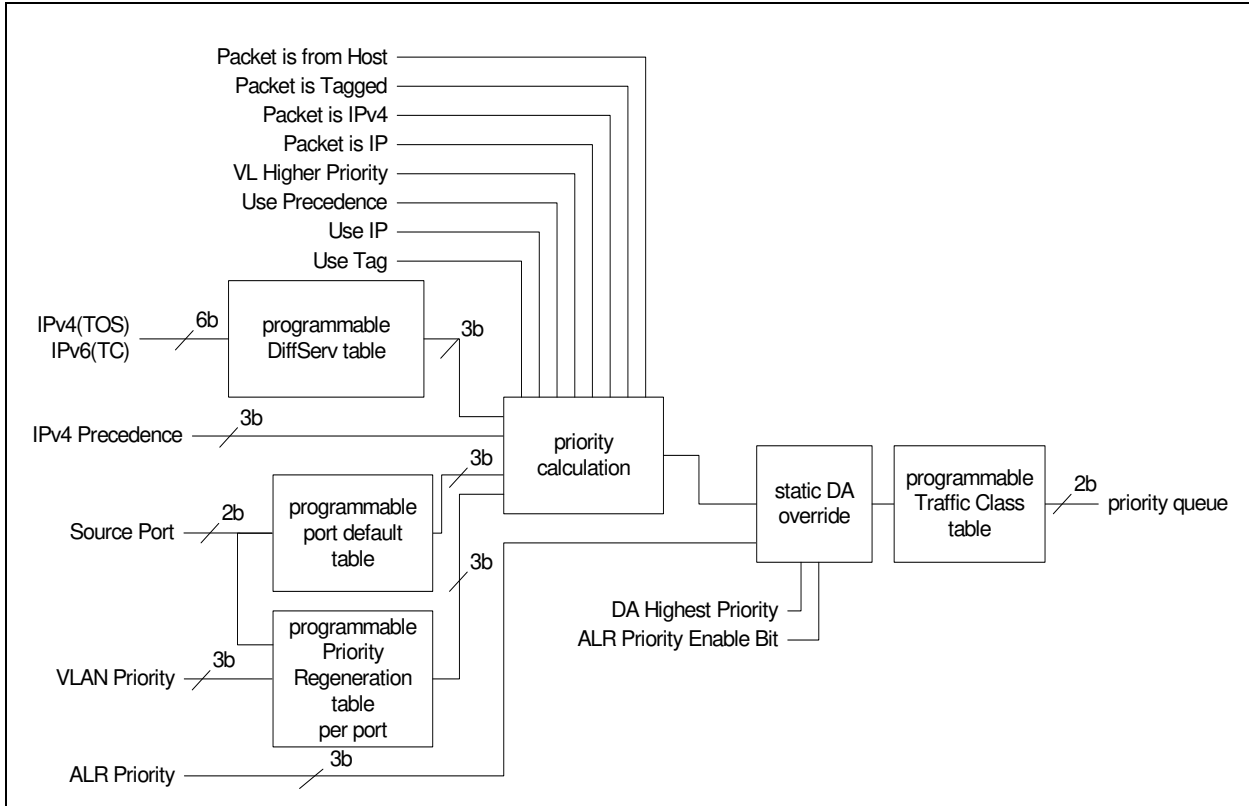 Packet is from Host
Packet is Tagged
Packet is IPv4
Packet is IP
VL Higher Priority
Use Precedence
Use IP
Use Tag
IPv4(TOS)
IPv6(TC)
6b
programmable
DiffServ table
3b
IPv4 Precedence
3b
priority
calculation
Source Port
2b
programmable
port default
table
3b
static DA
override
programmable
Traffic Class
table
2b
priority queue
VLAN Priority
3b
programmable
Priority
Regeneration
table
per port
3b
DA Highest Priority
ALR Priority Enable Bit
ALR Priority
3b